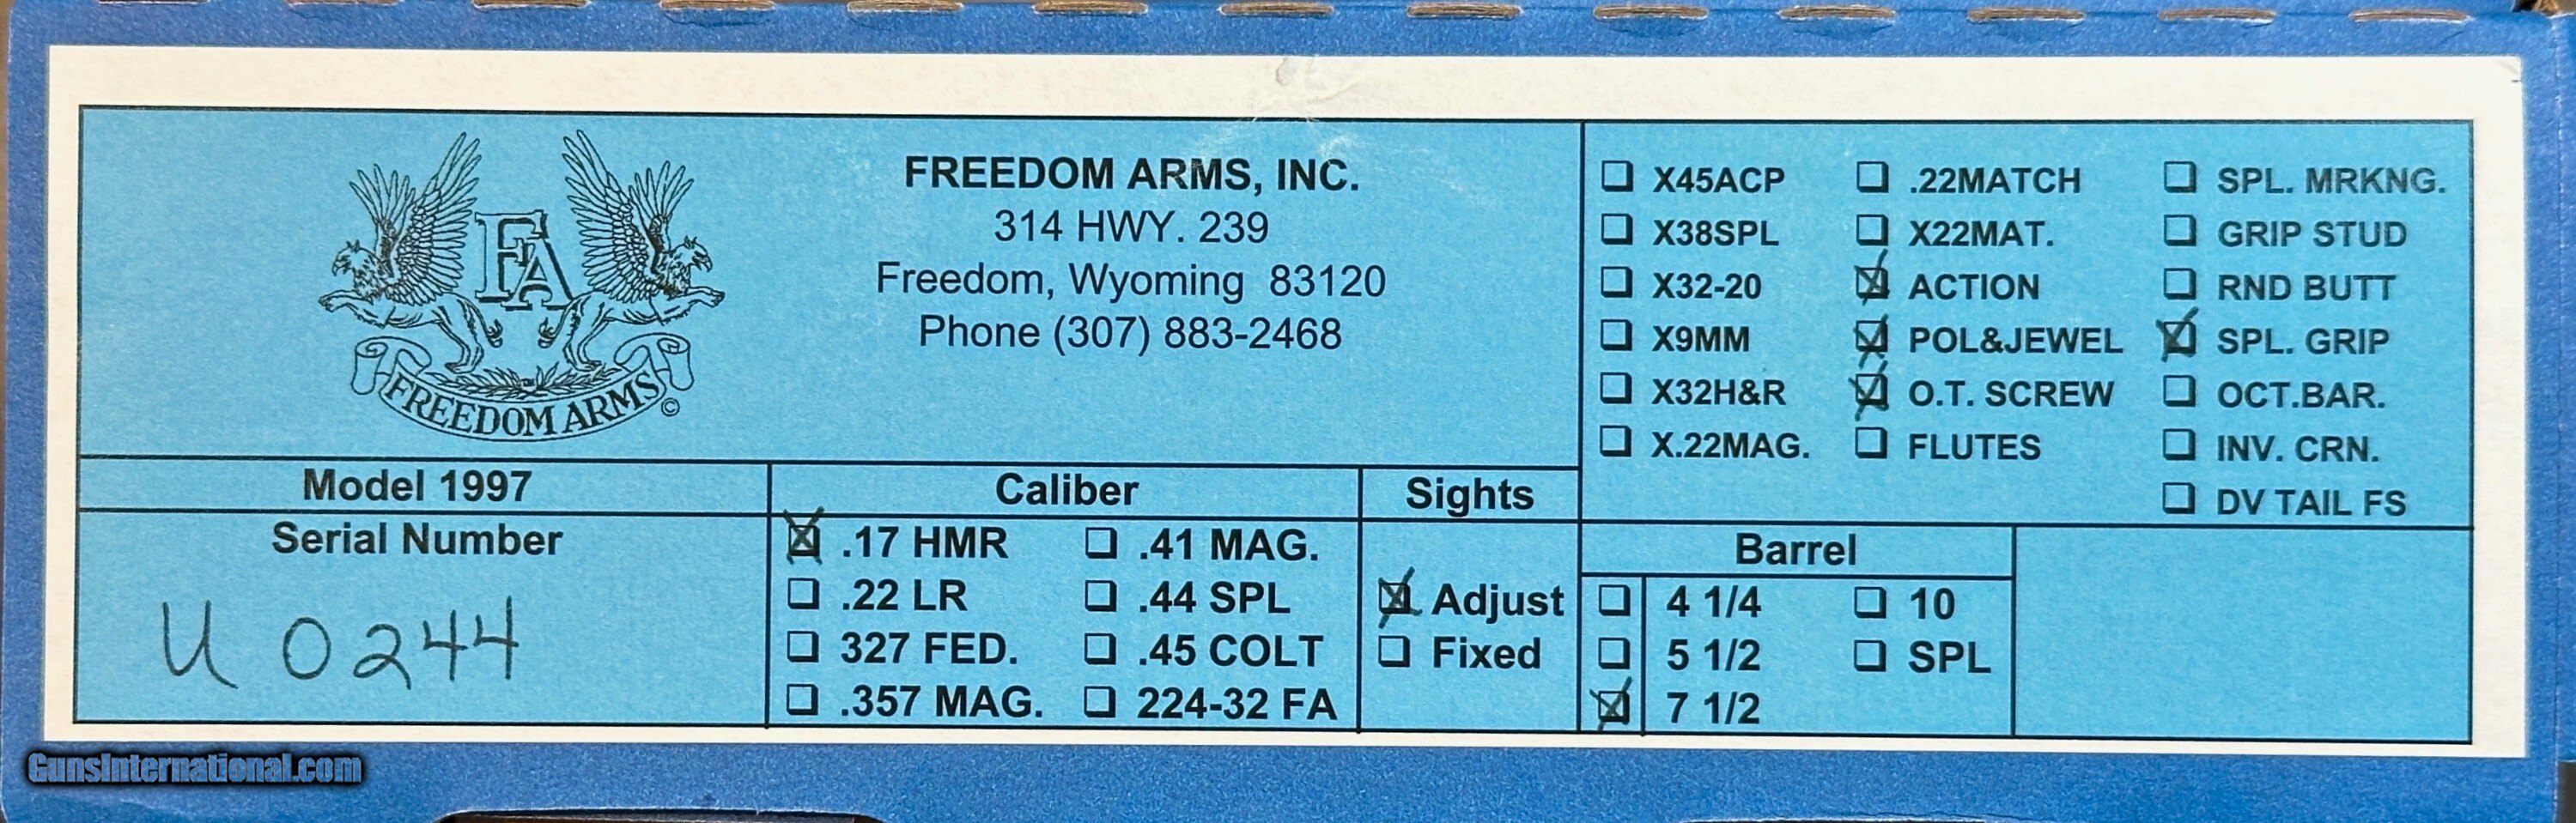 FA
FREEDOM ARMS ©
FREEDOM ARMS, INC.
314 HWY. 239
Freedom, Wyoming 83120
Phone (307) 883-2468
☐ X45ACP ☐ .22MATCH ☐ SPL. MRKNG.
☐ X38SPL ☐ X22MAT. ☐ GRIP STUD
☐ X32-20 ☒ ACTION ☐ RND BUTT
☐ X9MM ☒ POL&JEWEL ☒ SPL. GRIP
☐ X32H&R ☒ O.T. SCREW ☐ OCT.BAR.
☐ X.22MAG. ☐ FLUTES ☐ INV. CRN.
☐ DV TAIL FS
Model 1997
Serial Number
U 0244
Caliber
☒ .17 HMR ☐ .41 MAG.
☐ .22 LR ☐ .44 SPL
☐ 327 FED. ☐ .45 COLT
☐ .357 MAG. ☐ 224-32 FA
Sights
☒ Adjust
☐ Fixed
Barrel
☐ 4 1/4 ☐ 10
☐ 5 1/2 ☐ SPL
☒ 7 1/2
GunsInternational.com